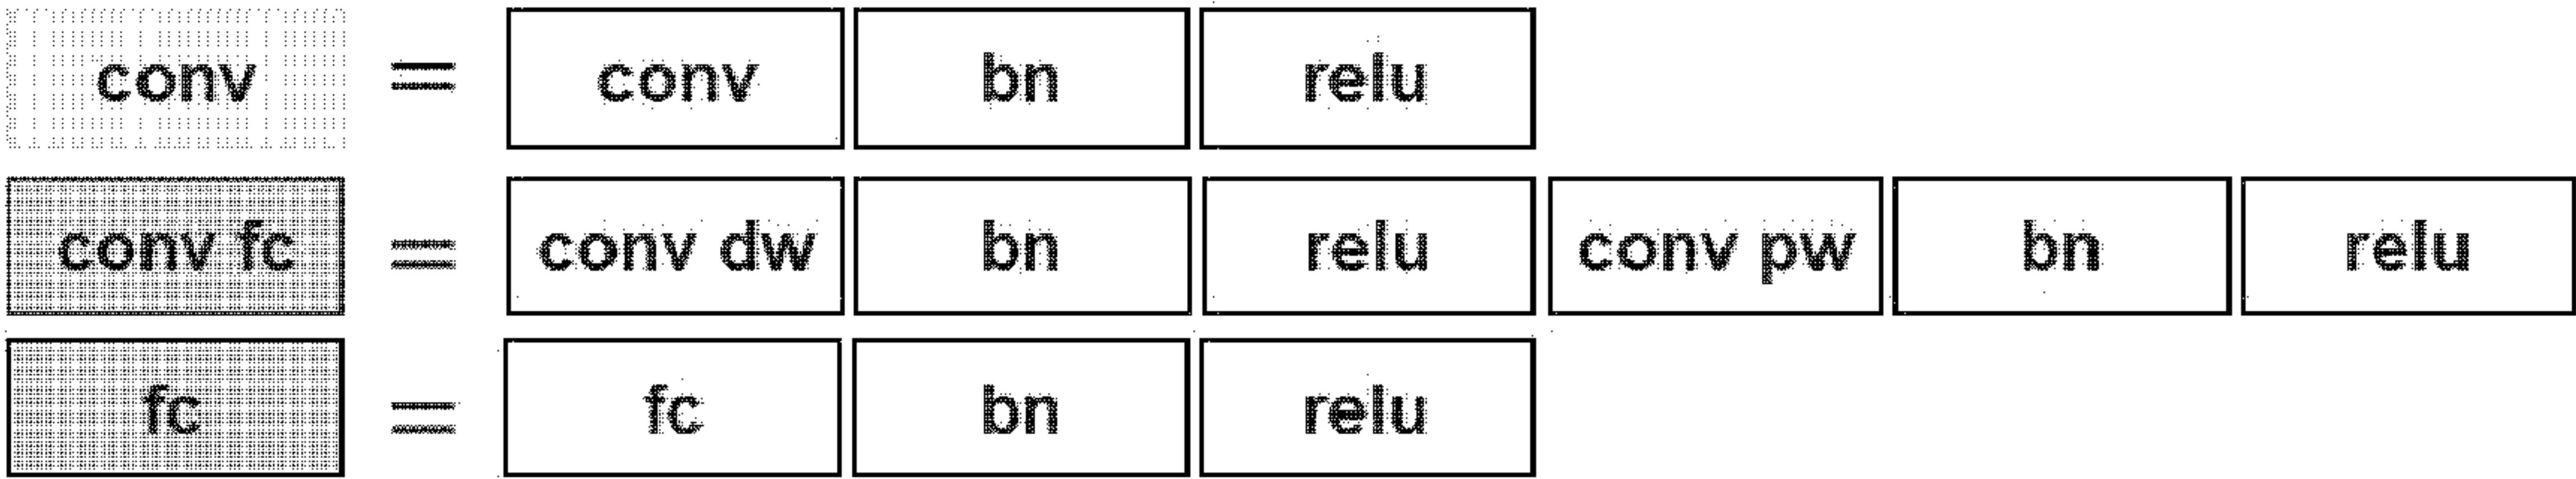 conv = conv bn relu
conv fc = conv dw bn relu conv pw bn relu
fc = fc bn relu